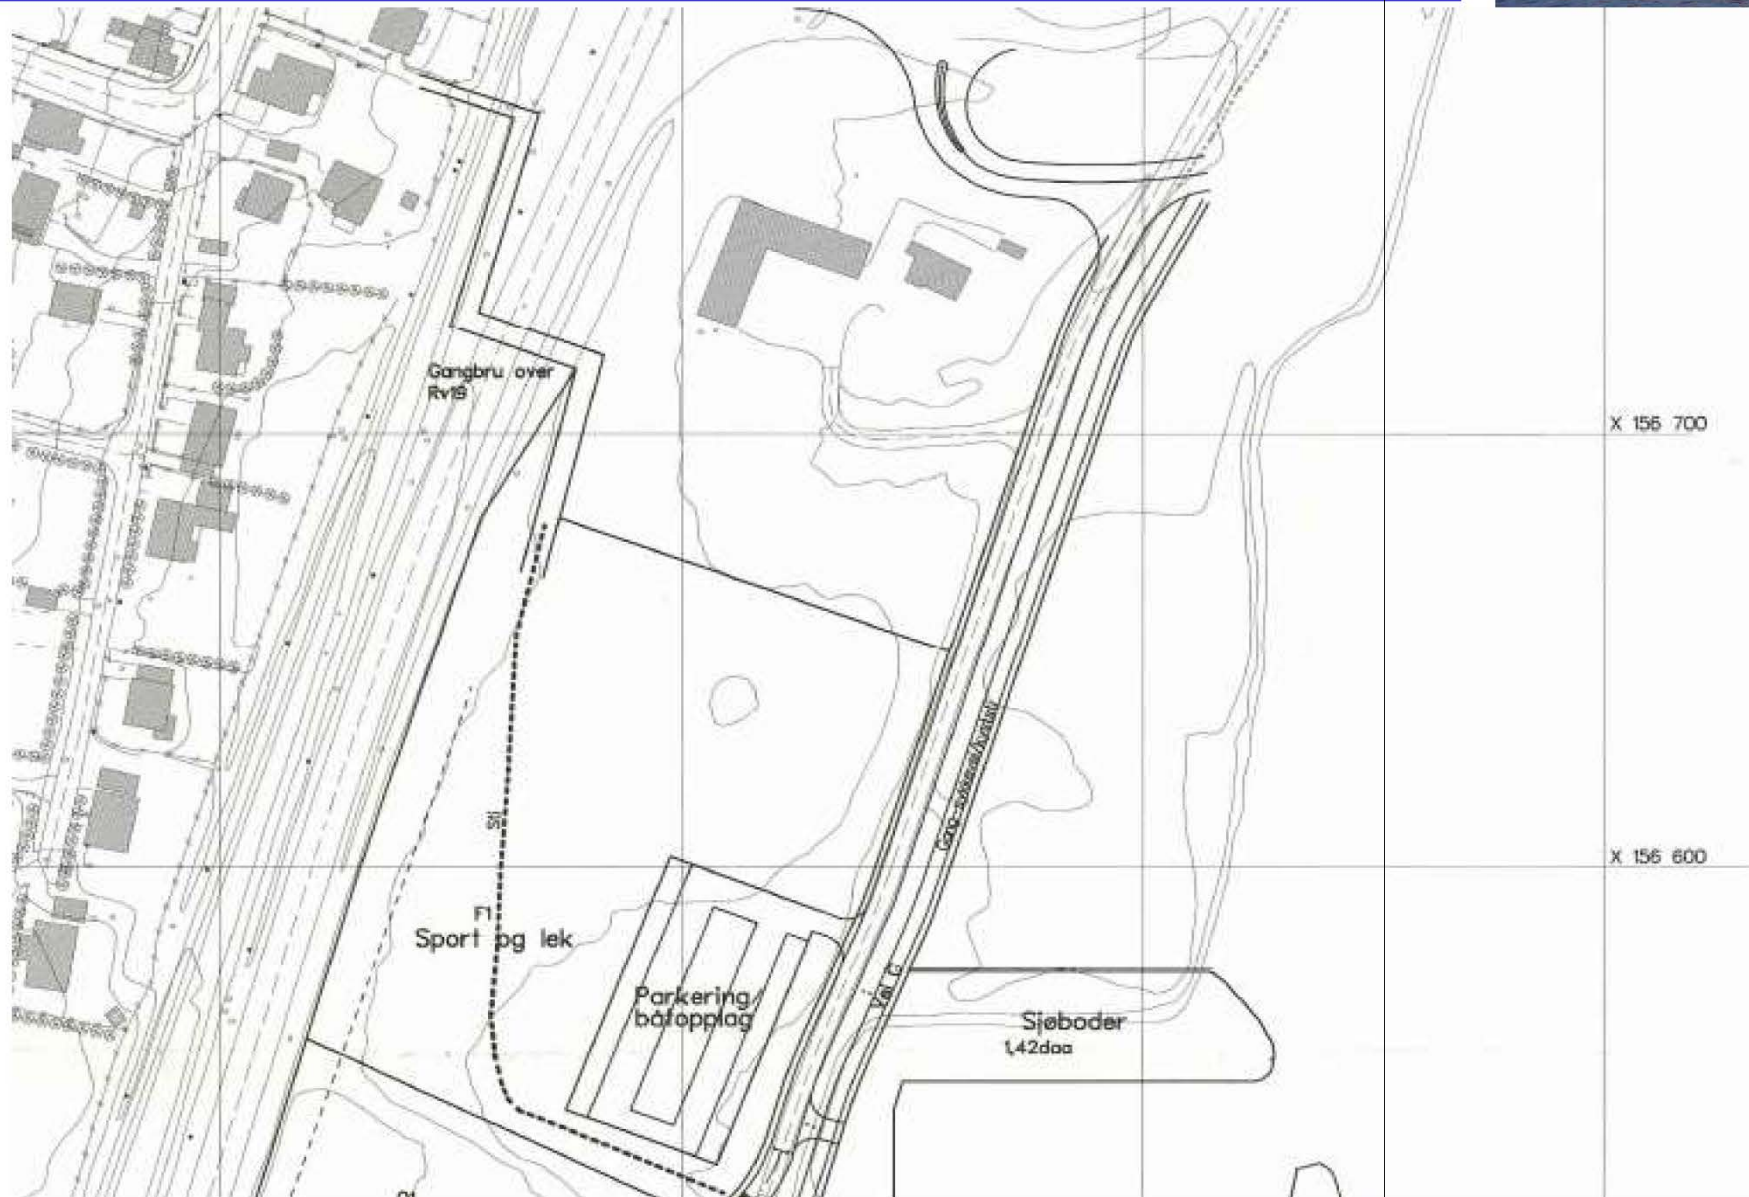 Gangbru over
Rv19
X 156 700
Sti
X 156 600
F1
Sport og lek
Parkering/
båtopplag
Vei G
Sjøboder
1,42daa